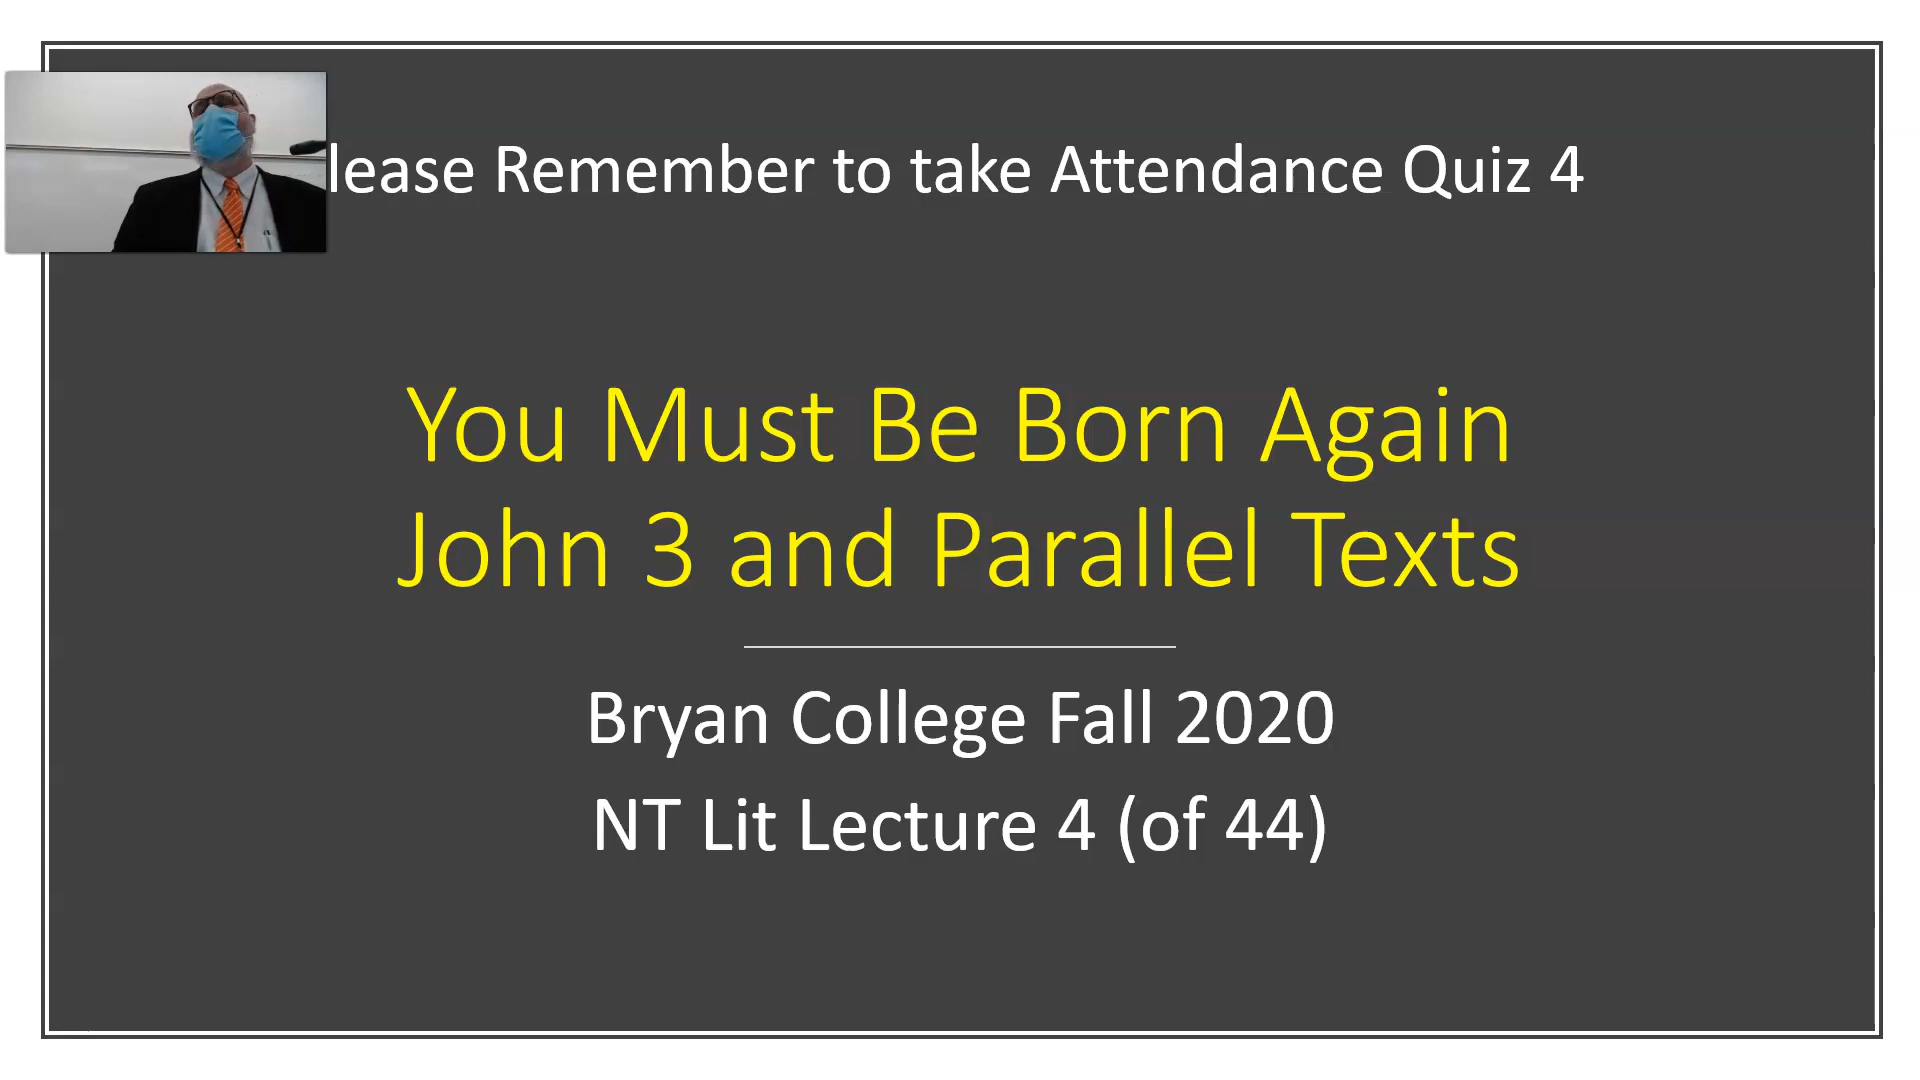 lease Remember to take Attendance Quiz 4
You Must Be Born Again
John 3 and Parallel Texts
Bryan College Fall 2020
NT Lit Lecture 4 (of 44)